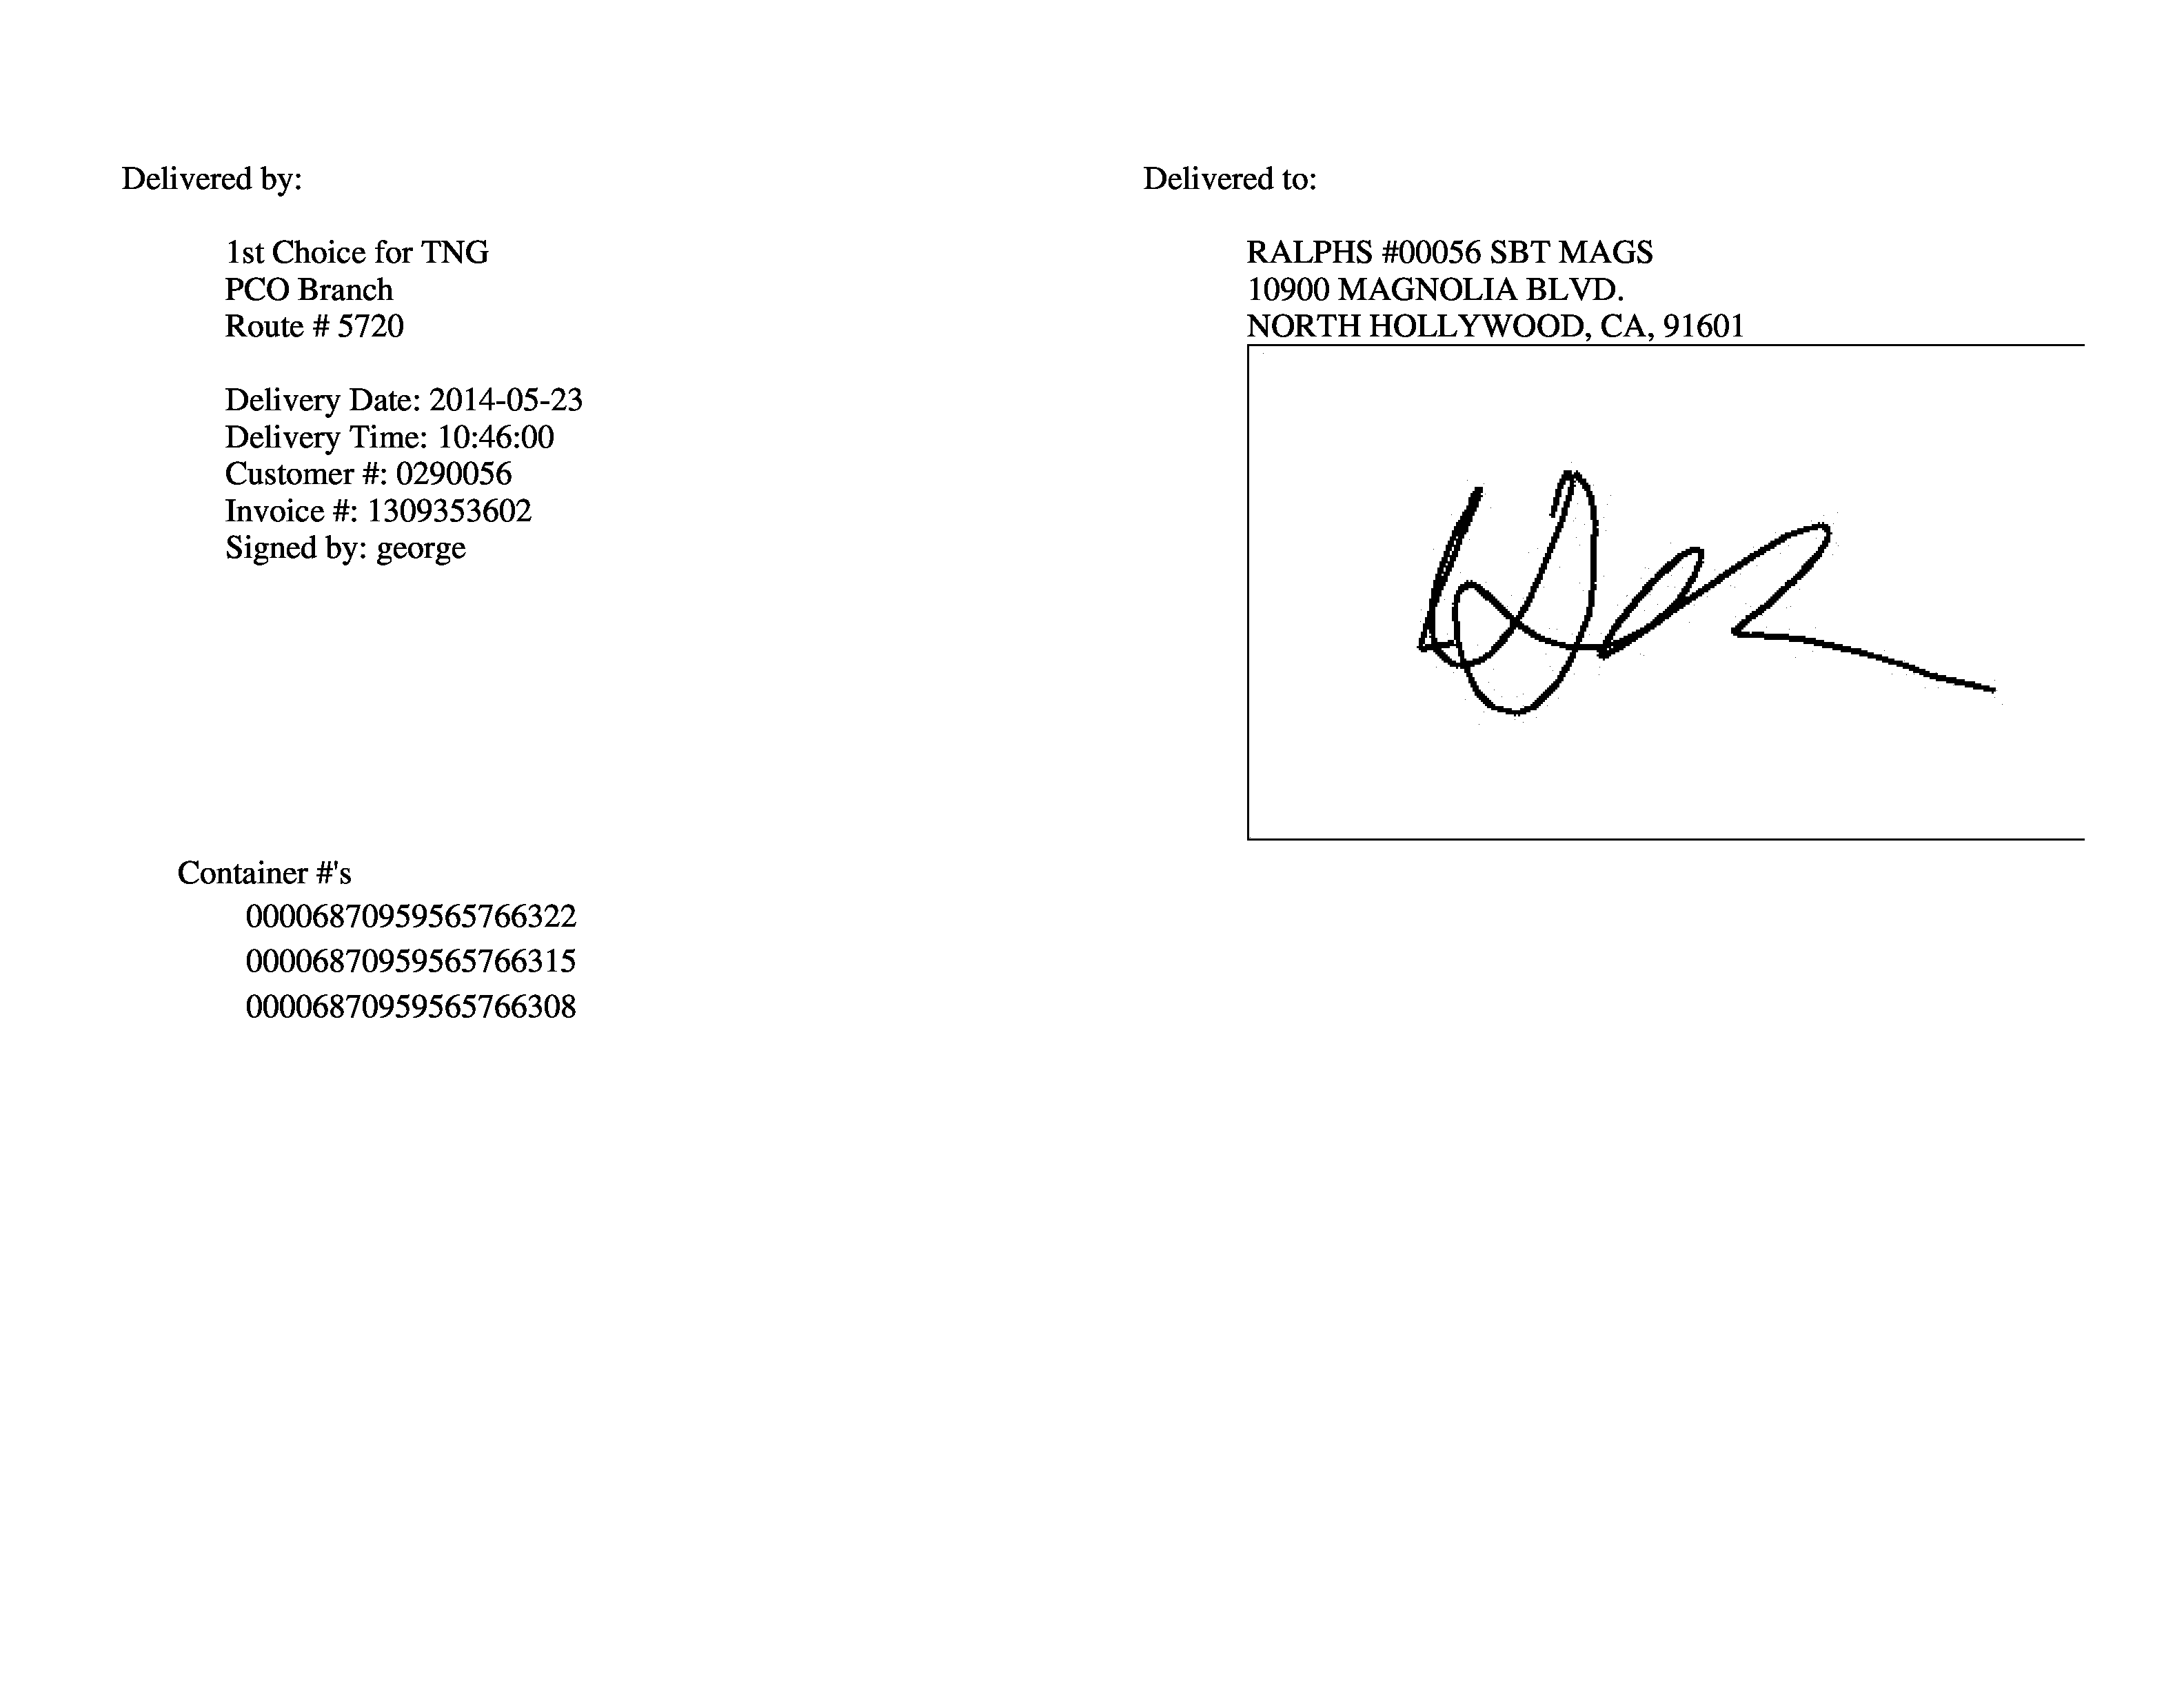 Delivered by:
1st Choice for TNG
PCO Branch
Route # 5720
Delivery Date: 2014-05-23
Delivery Time: 10:46:00
Customer #: 0290056
Invoice #: 1309353602
Signed by: george
Delivered to:
RALPHS #00056 SBT MAGS
10900 MAGNOLIA BLVD.
NORTH HOLLYWOOD, CA, 91601
Container #'s
00006870959565766322
00006870959565766315
00006870959565766308